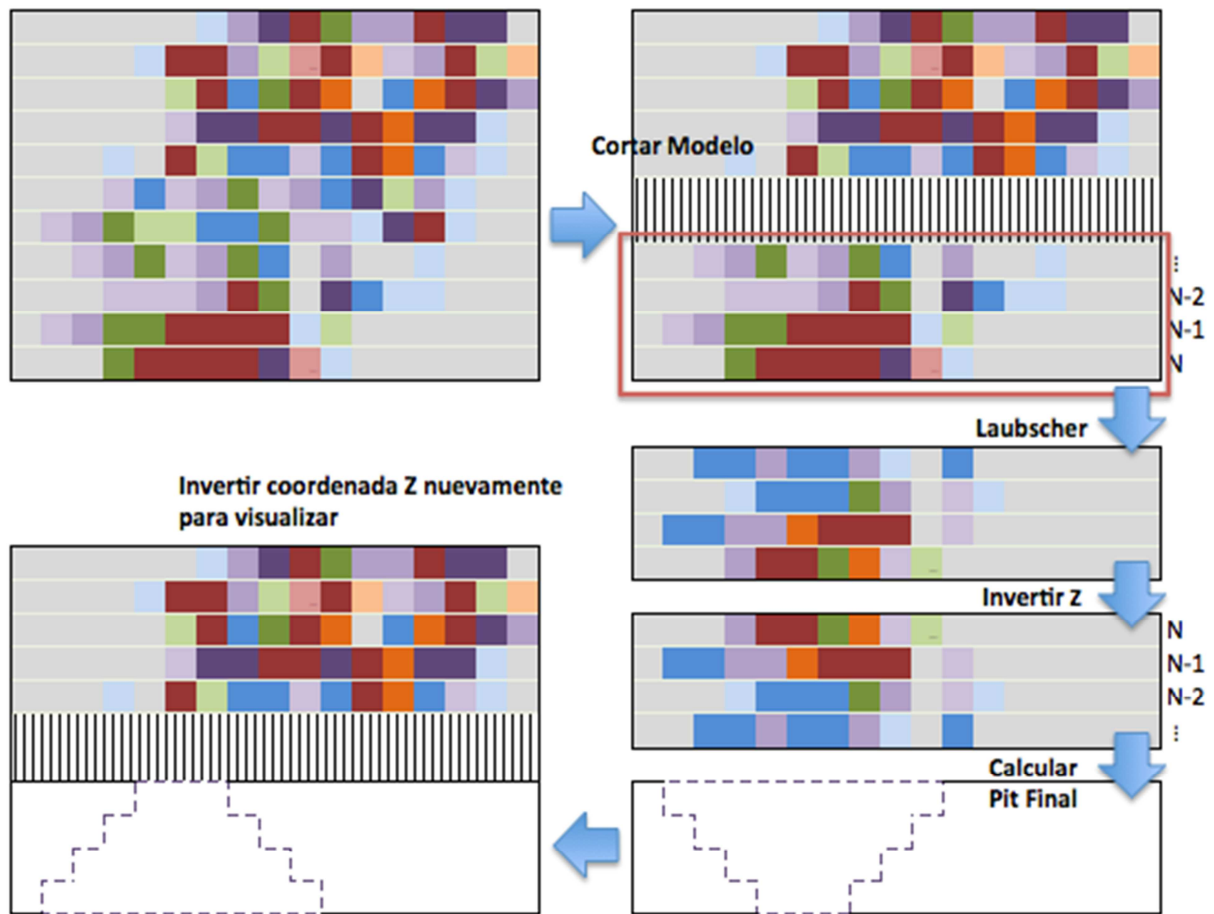 Cortar Modelo
⋮
N-2
N-1
N
Laubscher
Invertir Z
N
N-1
N-2
⋮
Calcular
Pit Final
Invertir coordenada Z nuevamente
para visualizar